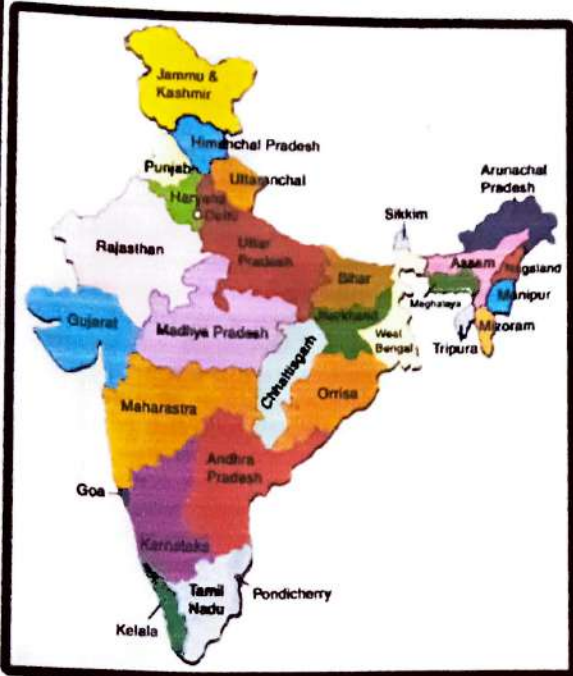 Jammu &
Kashmir
Himanchal Pradesh
Punjab
Uttaranchal
Haryana
Delhi
Arunachal
Pradesh
Sikkim
Rajasthan
Uttar
Pradesh
Assam
Nagaland
Bihar
Meghalaya
Manipur
Jharkhand
Gujarat
Madhya Pradesh
West
Bengal
Tripura
Mizoram
Chhattisgarh
Maharastra
Orrisa
Andhra
Pradesh
Goa
Karnataka
Tamil
Nadu
Pondicherry
Kelala